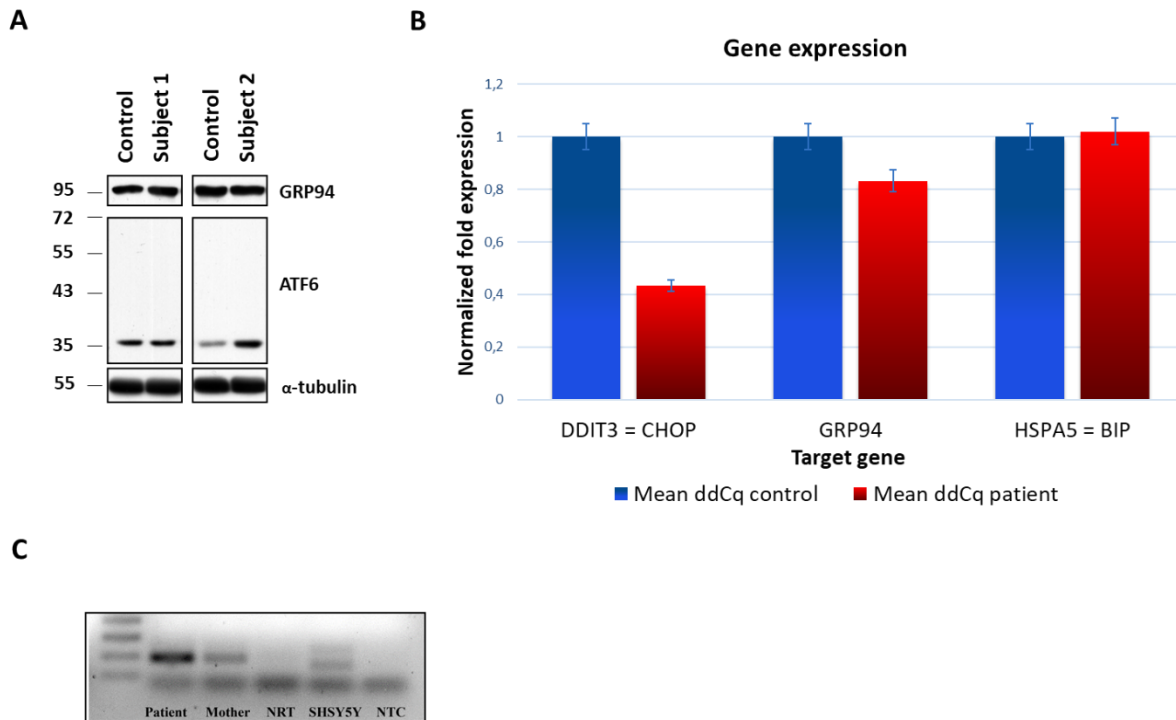 A
Control
Subject 1
Control
Subject 2
95
GRP94
72
55
43
ATF6
35
55
α-tubulin
B
Gene expression
Normalized fold expression
1,2
1
0,8
0,6
0,4
0,2
0
DDIT3 = CHOP GRP94 HSPA5 = BIP
Target gene
Mean ddCq control Mean ddCq patient
C
Patient Mother NRT SHSY5Y NTC